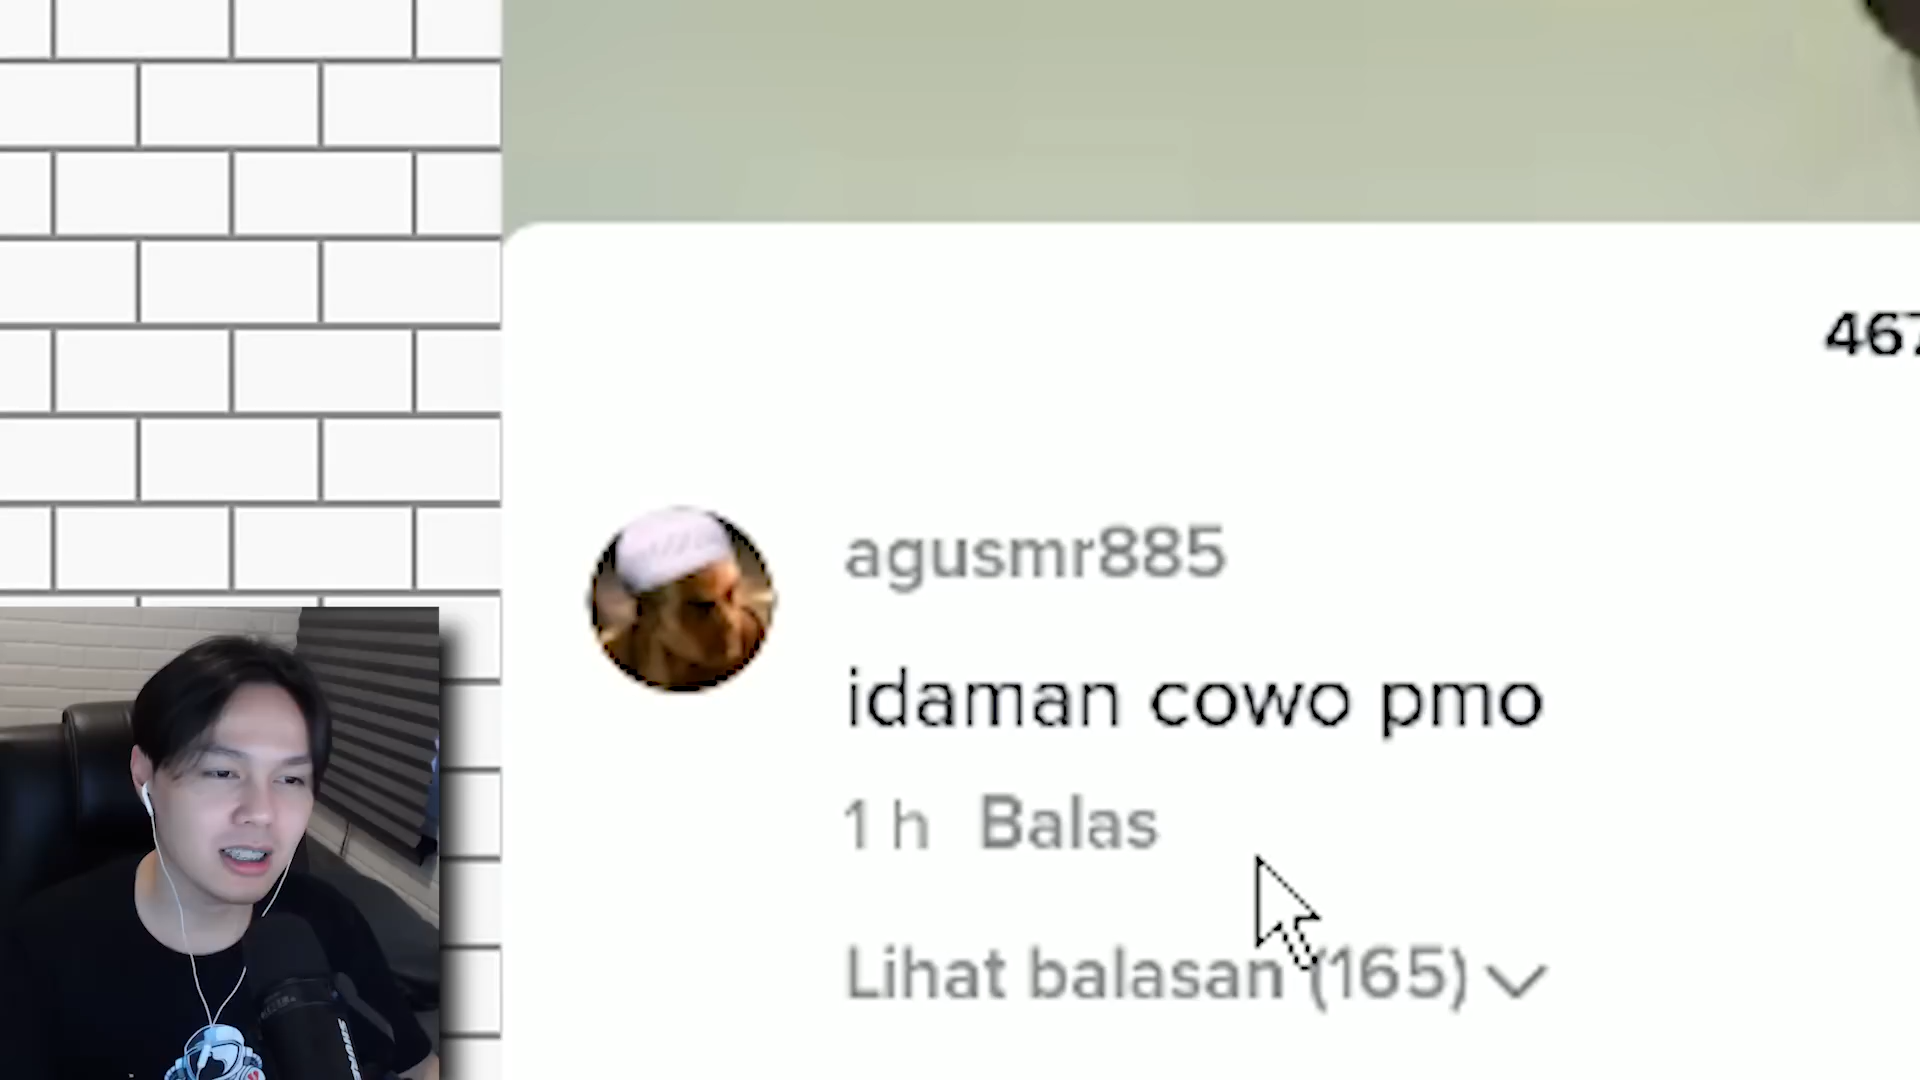 467
agusmr885
idaman cowo pmo
1 h Balas
Lihat balasan (165)